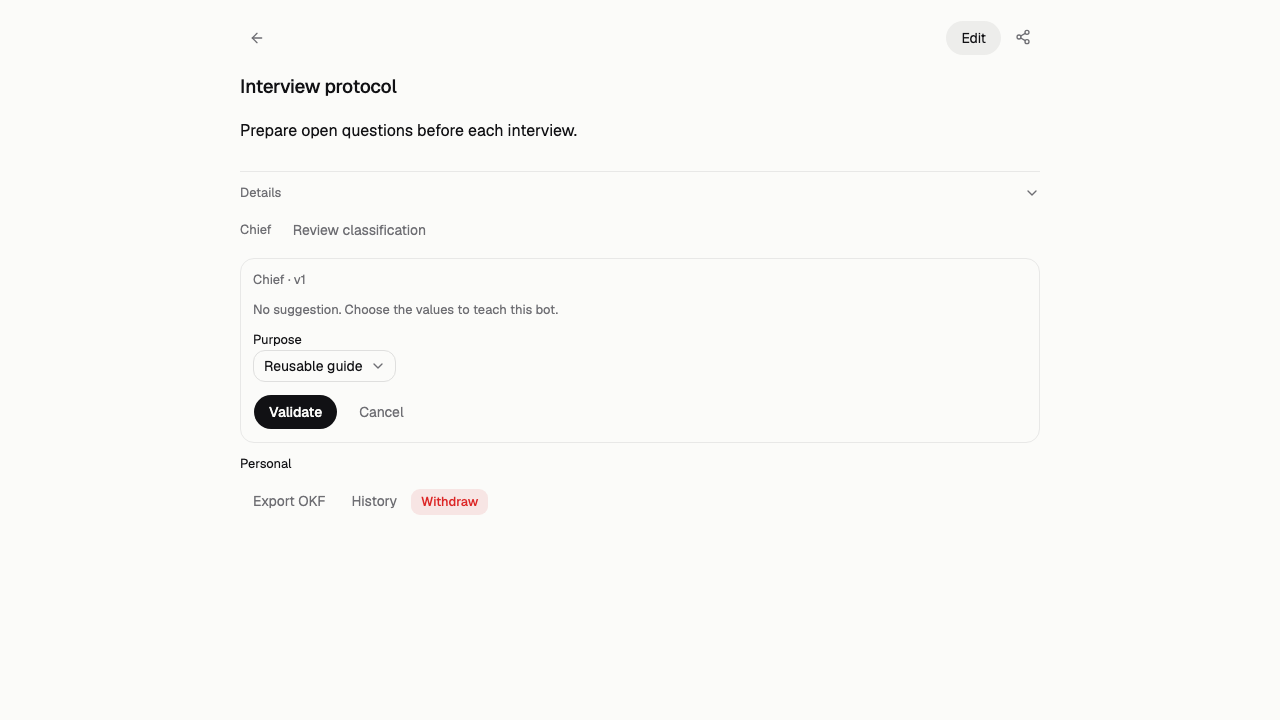 Edit
Interview protocol
Prepare open questions before each interview.
Details
Chief Review classification
Chief · v1
No suggestion. Choose the values to teach this bot.
Purpose
Reusable guide
Validate Cancel
Personal
Export OKF History Withdraw